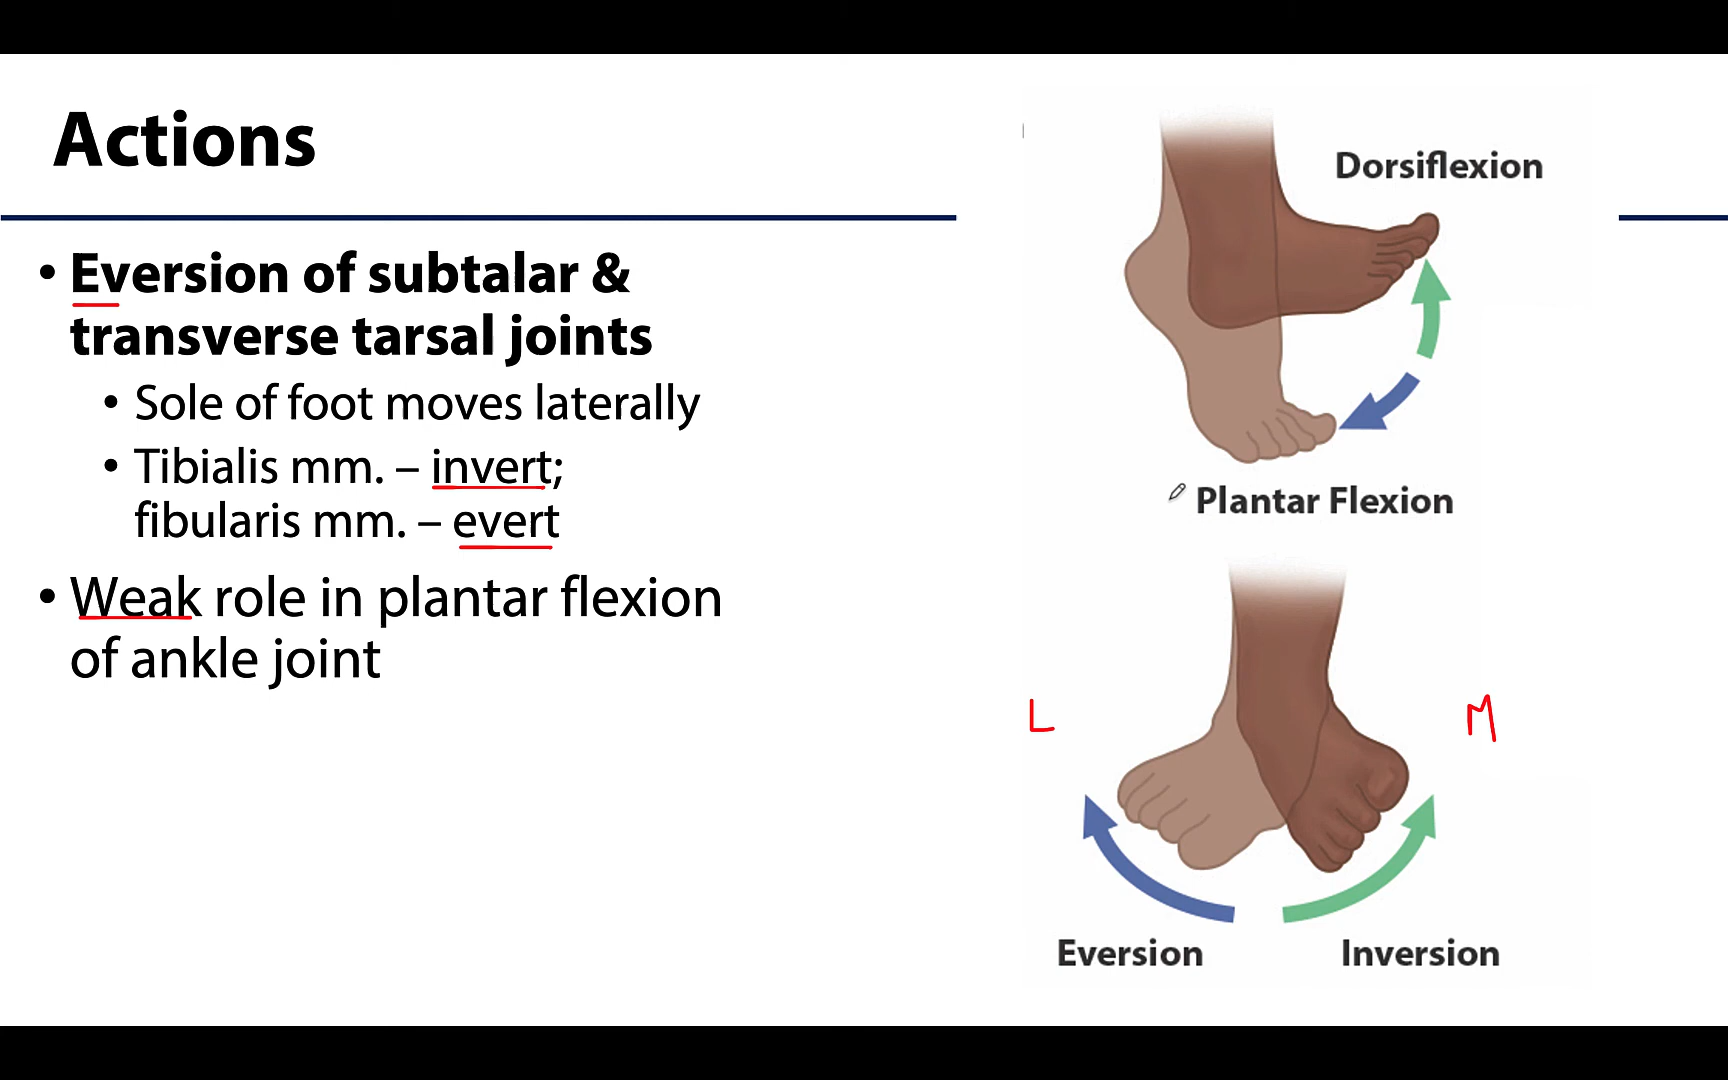 Actions
• Eversion of subtalar &
transverse tarsal joints
• Sole of foot moves laterally
• Tibialis mm. – invert;
fibularis mm. – evert
• Weak role in plantar flexion
of ankle joint
Dorsiflexion
Plantar Flexion
L
M
Eversion
Inversion